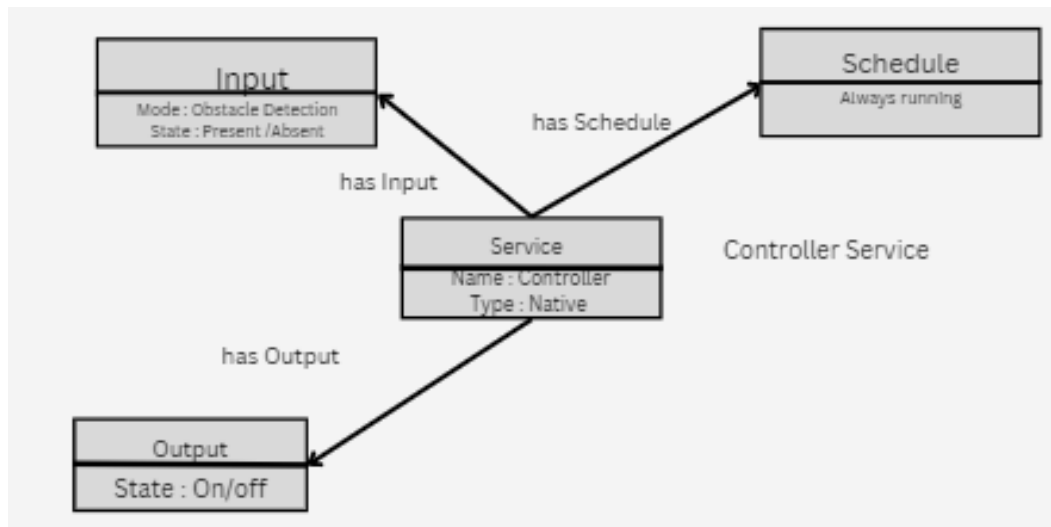 Input
Mode : Obstacle Detection
State : Present /Absent
Schedule
Always running
has Schedule
has Input
Service
Name : Controller
Type : Native
Controller Service
has Output
Output
State : On/off